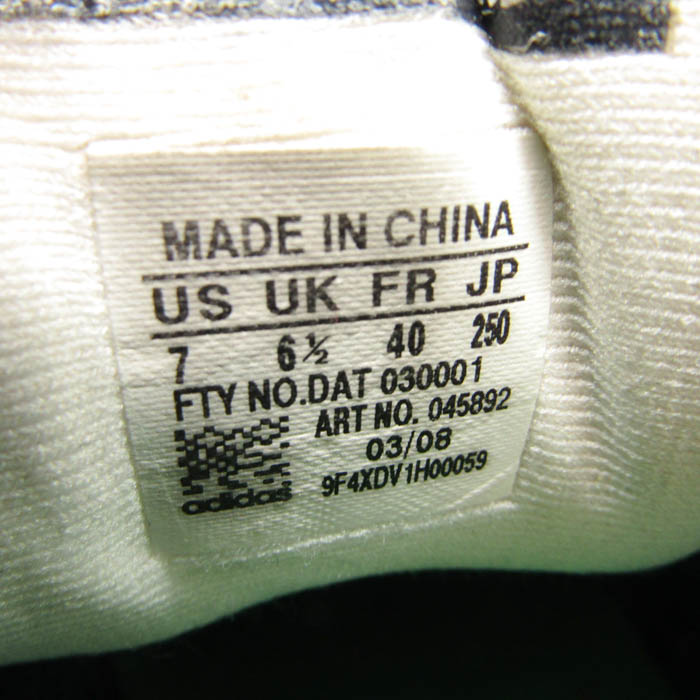 MADE IN CHINA
US UK FR JP
7 6½ 40 250
FTY NO.DAT 030001
ART NO. 045892
03/08
9F4XDV1H00059
adidas